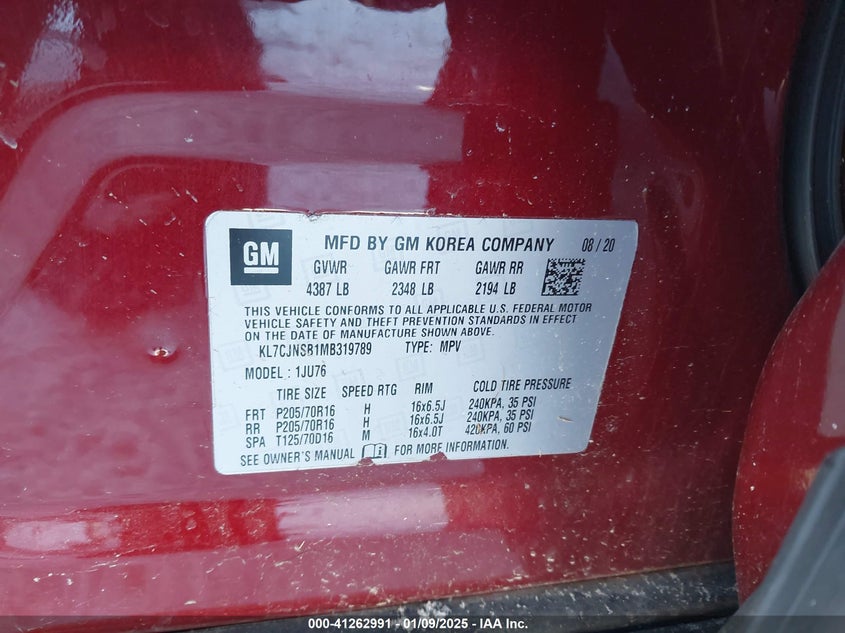 GM MFD BY GM KOREA COMPANY 08 / 20
GVWR GAWR FRT GAWR RR
4387 LB 2348 LB 2194 LB
THIS VEHICLE CONFORMS TO ALL APPLICABLE U.S. FEDERAL MOTOR
VEHICLE SAFETY AND THEFT PREVENTION STANDARDS IN EFFECT
ON THE DATE OF MANUFACTURE SHOWN ABOVE.
KL7CJNSB1MB319789 TYPE: MPV
MODEL: 1JU76
TIRE SIZE SPEED RTG RIM COLD TIRE PRESSURE
FRT P205/70R16 H 16x6.5J 240KPA, 35 PSI
RR P205/70R16 H 16x6.5J 240KPA, 35 PSI
SPA T125/70D16 M 16x4.0T 420KPA, 60 PSI
SEE OWNER'S MANUAL FOR MORE INFORMATION.
000-41262991 - 01/09/2025 - IAAI.com